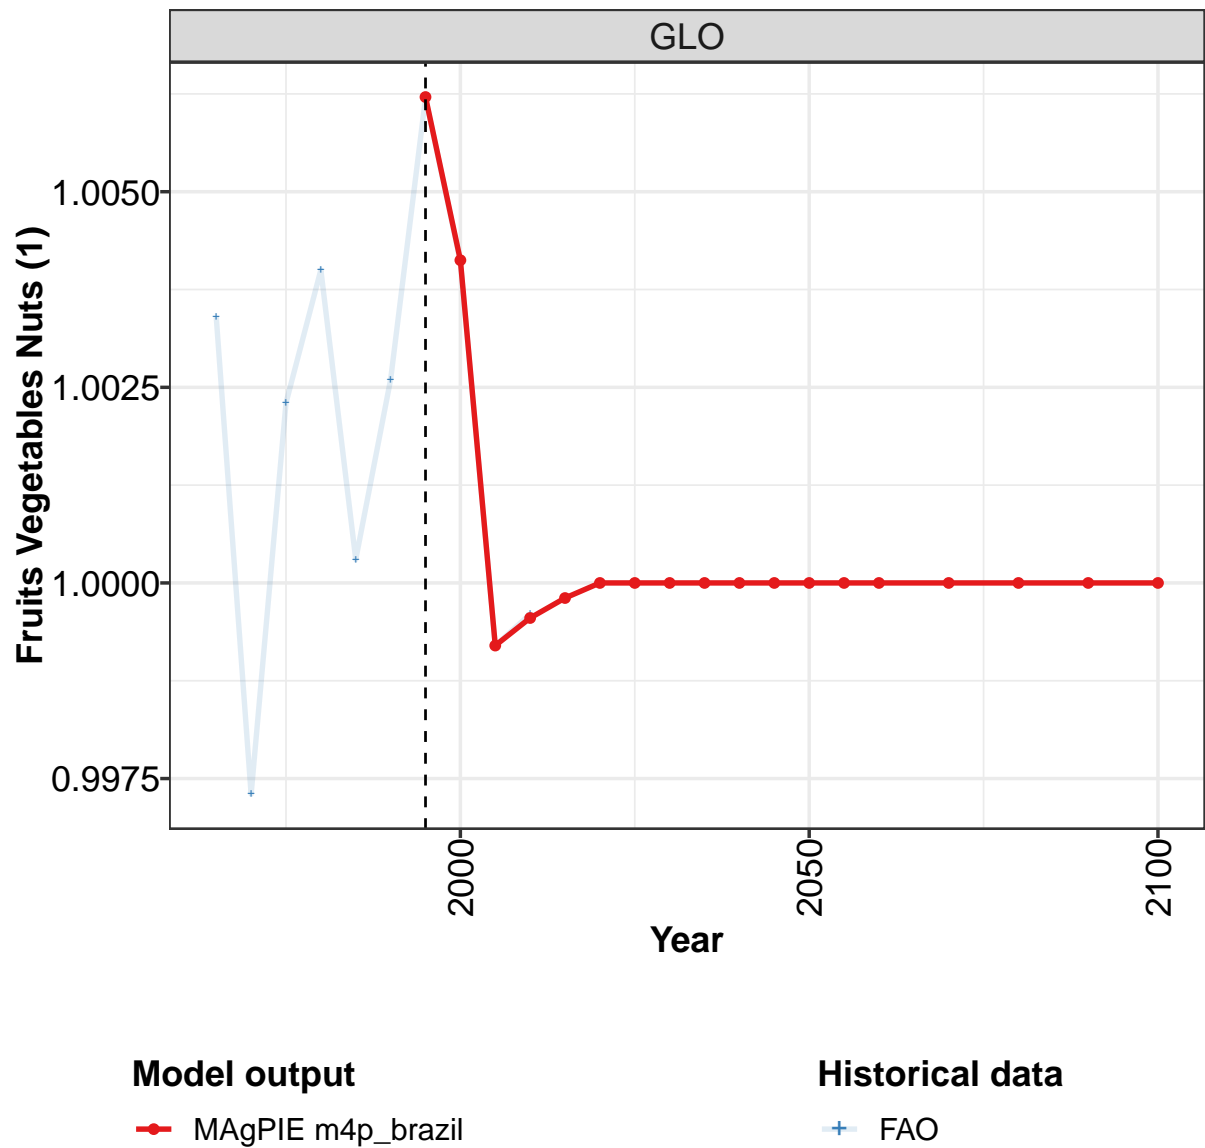 GLO
Fruits Vegetables Nuts (1)
1.0050
1.0025
1.0000
0.9975
2000
2050
2100
Year
Model output
MAgPIE m4p_brazil
Historical data
FAO